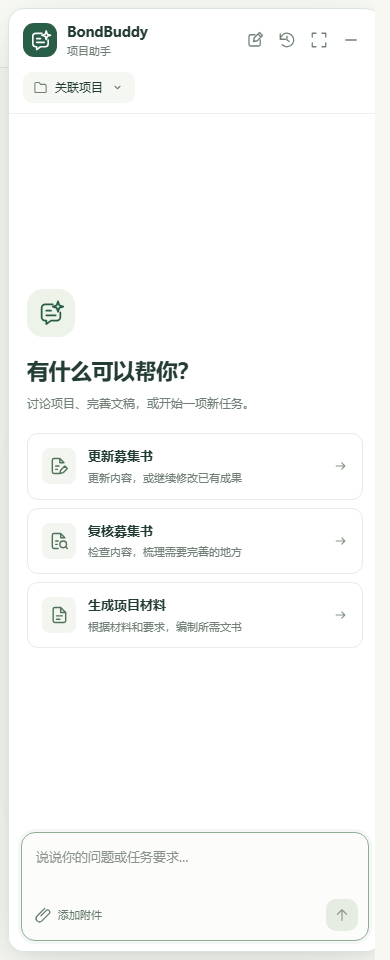 BondBuddy
项目助手
关联项目
有什么可以帮你？
讨论项目、完善文稿，或开始一项新任务。
更新募集书
更新内容，或继续修改已有成果
复核募集书
检查内容，梳理需要完善的地方
生成项目材料
根据材料和要求，编制所需文书
说说你的问题或任务要求...
添加附件